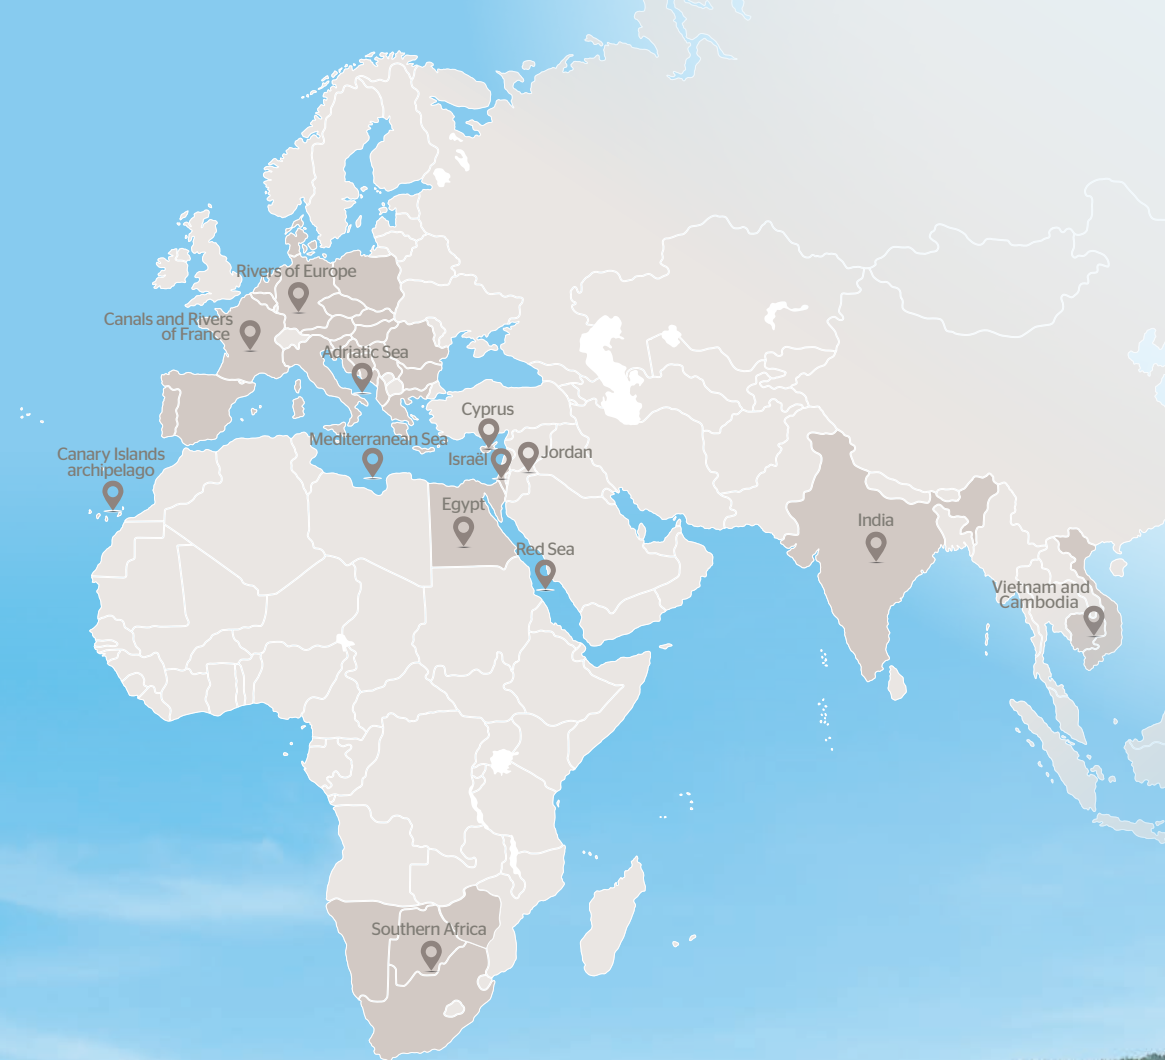 Rivers of Europe
Canals and Rivers
of France
Adriatic Sea
Cyprus
Mediterranean Sea
Israël
Jordan
Canary Islands
archipelago
Egypt
India
Red Sea
Vietnam and
Cambodia
Southern Africa